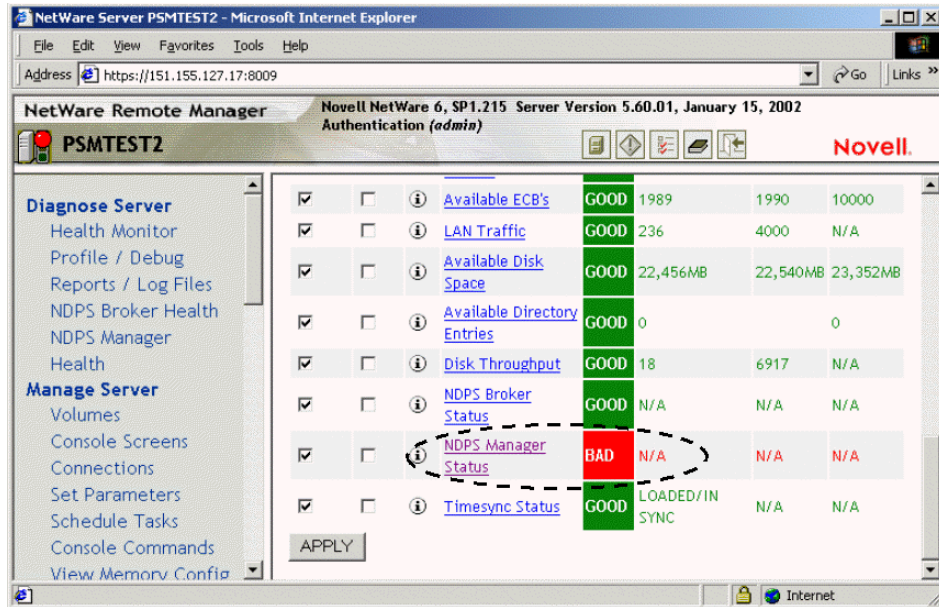 NetWare Server PSMTEST2 - Microsoft Internet Explorer
File Edit View Favorites Tools Help
Address https://151.155.127.17:8009 Go Links »
NetWare Remote Manager
PSMTEST2
Novell NetWare 6, SP1.215 Server Version 5.60.01, January 15, 2002
Authentication (admin)
Novell.
Diagnose Server
Health Monitor
Profile / Debug
Reports / Log Files
NDPS Broker Health
NDPS Manager
Health
Manage Server
Volumes
Console Screens
Connections
Set Parameters
Schedule Tasks
Console Commands
View Memory Config
Available ECB's GOOD 1989 1990 10000
LAN Traffic GOOD 236 4000 N/A
Available Disk
Space GOOD 22,456MB 22,540MB 23,352MB
Available Directory
Entries GOOD 0 0
Disk Throughput GOOD 18 6917 N/A
NDPS Broker
Status GOOD N/A N/A N/A
NDPS Manager
Status BAD N/A N/A N/A
Timesync Status GOOD LOADED/IN
SYNC N/A N/A
APPLY
Internet